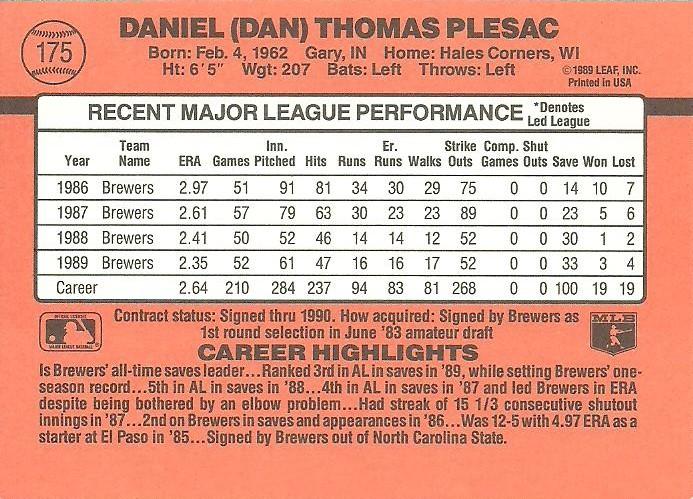 175
DANIEL (DAN) THOMAS PLESAC
Born: Feb. 4, 1962 Gary, IN Home: Hales Corners, WI
Ht: 6'5" Wgt: 207 Bats: Left Throws: Left
©1989 LEAF, INC.
Printed in USA
RECENT MAJOR LEAGUE PERFORMANCE *Denotes Led League
Year Team Name ERA Games Inn. Pitched Hits Runs Er. Runs Walks Strike Outs Comp. Games Shut Outs Save Won Lost
1986 Brewers 2.97 51 91 81 34 30 29 75 0 0 14 10 7
1987 Brewers 2.61 57 79 63 30 23 23 89 0 0 23 5 6
1988 Brewers 2.41 50 52 46 14 14 12 52 0 0 30 1 2
1989 Brewers 2.35 52 61 47 16 16 17 52 0 0 33 3 4
Career 2.64 210 284 237 94 83 81 268 0 0 100 19 19
Contract status: Signed thru 1990. How acquired: Signed by Brewers as
1st round selection in June '83 amateur draft
MLB
CAREER HIGHLIGHTS
Is Brewers' all-time saves leader...Ranked 3rd in AL in saves in '89, while setting Brewers' one-
season record...5th in AL in saves in '88...4th in AL in saves in '87 and led Brewers in ERA
despite being bothered by an elbow problem...Had streak of 15 1/3 consecutive shutout
innings in '87...2nd on Brewers in saves and appearances in '86...Was 12-5 with 4.97 ERA as a
starter at El Paso in '85...Signed by Brewers out of North Carolina State.